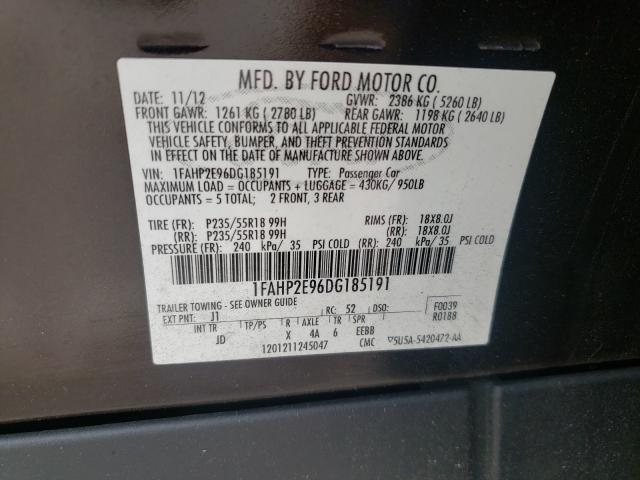 MFD. BY FORD MOTOR CO.
DATE: 11/12 GVWR: 2386 KG ( 5260 LB)
FRONT GAWR: 1261 KG ( 2780 LB) REAR GAWR: 1198 KG ( 2640 LB)
THIS VEHICLE CONFORMS TO ALL APPLICABLE FEDERAL MOTOR
VEHICLE SAFETY, BUMPER, AND THEFT PREVENTION STANDARDS
IN EFFECT ON THE DATE OF MANUFACTURE SHOWN ABOVE.
VIN: 1FAHP2E96DG185191 TYPE: Passenger Car
MAXIMUM LOAD = OCCUPANTS + LUGGAGE = 430KG/ 950LB
OCCUPANTS = 5 TOTAL; 2 FRONT, 3 REAR
TIRE (FR): P235/55R18 99H RIMS (FR): 18X8.0J
(RR): P235/55R18 99H (RR): 18X8.0J
PRESSURE (FR): 240 kPa/ 35 PSI COLD (RR): 240 kPa/ 35 PSI COLD
1FAHP2E96DG185191
TRAILER TOWING - SEE OWNER GUIDE
EXT PNT: J1 RC: 52 DSO: F0039
INT TR TP/PS R AXLE TR SPR R0188
JD X 4A 6 EEBB
1201211245047 CMC ▽5U5A-5420472-AA